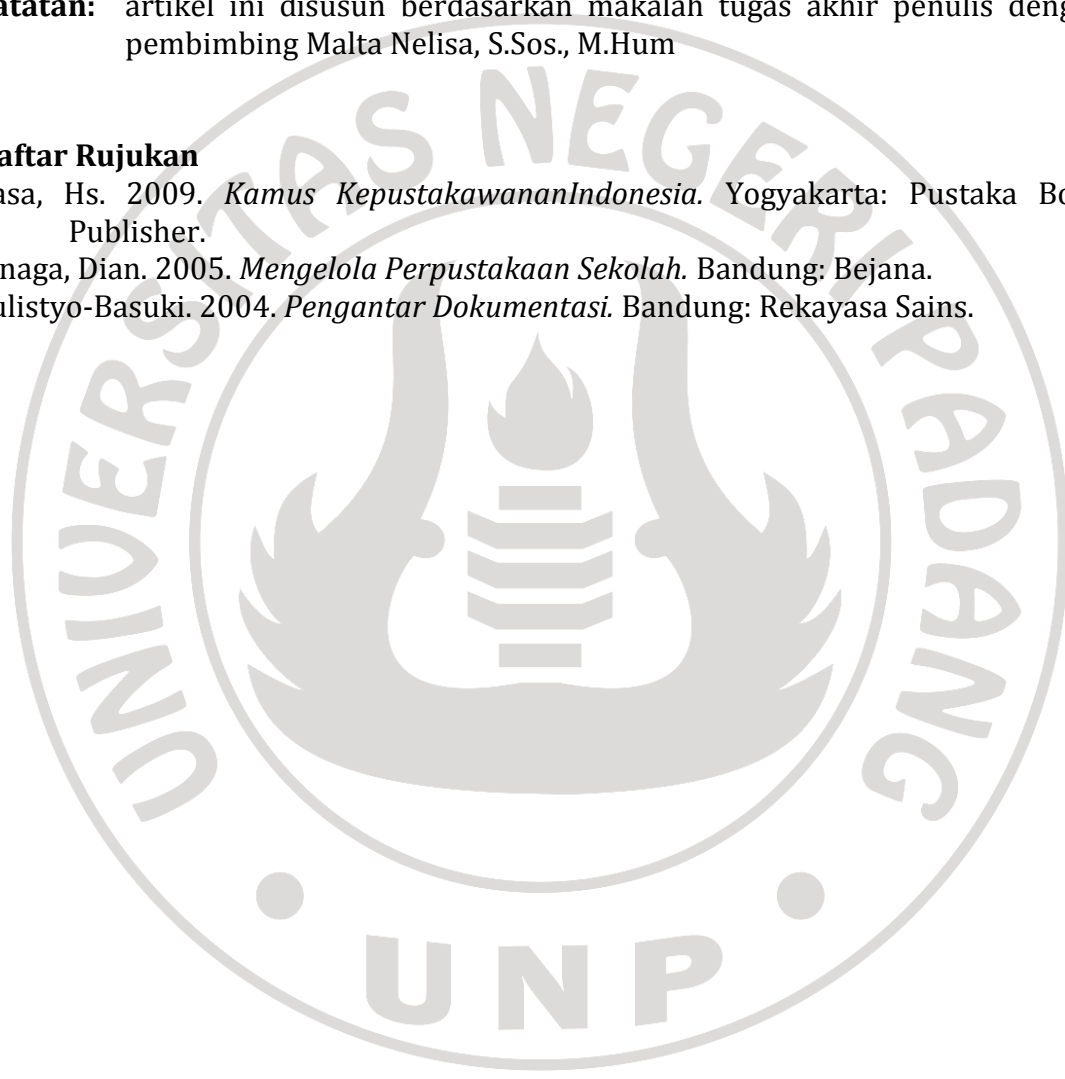 atatan: artikel ini disusun berdasarkan makalah tugas akhir penulis deng
pembimbing Malta Nelisa, S.Sos., M.Hum
aftar Rujukan
asa, Hs. 2009. Kamus KepustakawananIndonesia. Yogyakarta: Pustaka Bo
Publisher.
naga, Dian. 2005. Mengelola Perpustakaan Sekolah. Bandung: Bejana.
ulistyo-Basuki. 2004. Pengantar Dokumentasi. Bandung: Rekayasa Sains.
UNIVERSITAS NEGERI PADANG
UNP